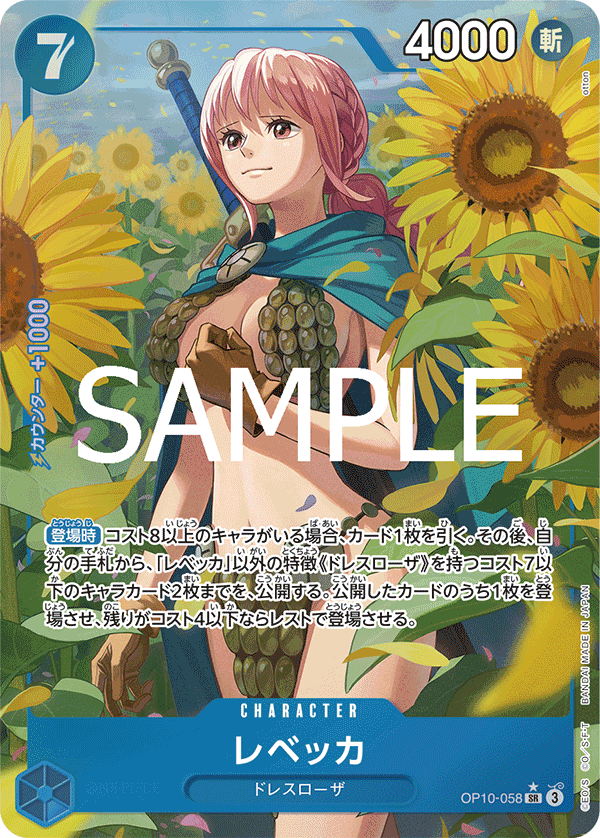 7
4000
斬
otton
カウンター +1000
SAMPLE
登場時 コスト8以上のキャラがいる場合、カード1枚を引く。その後、自
分の手札から、「レベッカ」以外の特徴《ドレスローザ》を持つコスト7以
下のキャラカード2枚までを、公開する。公開したカードのうち1枚を登
場させ、残りがコスト4以下ならレストで登場させる。
CHARACTER
レベッカ
ドレスローザ
OP10-058 SR 3
©E.O/S. ©O/S・F・T BANDAI MADE IN JAPAN